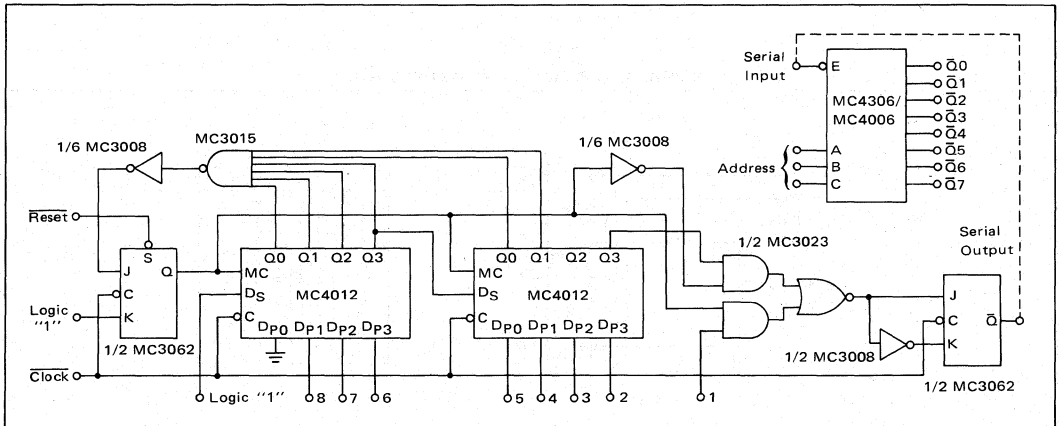 Serial
Input
E
Q̅0
Q̅1
Q̅2
Q̅3
Q̅4
Q̅5
Q̅6
Q̅7
MC4306/
MC4006
Address
A
B
C
1/6 MC3008
MC3015
1/6 MC3008
R̅e̅s̅e̅t̅
S
J
Q
C
K
Logic
"1"
1/2 MC3062
C̅l̅o̅c̅k̅
Q0 Q1 Q2 Q3
MC
DS
MC4012
C
DP0 DP1 DP2 DP3
Logic "1"
8
7
6
Q0 Q1 Q2 Q3
MC
DS
MC4012
C
DP0 DP1 DP2 DP3
5
4
3
2
1
1/2 MC3023
1/2 MC3008
Serial
Output
J
C
K
Q̅
1/2 MC3062